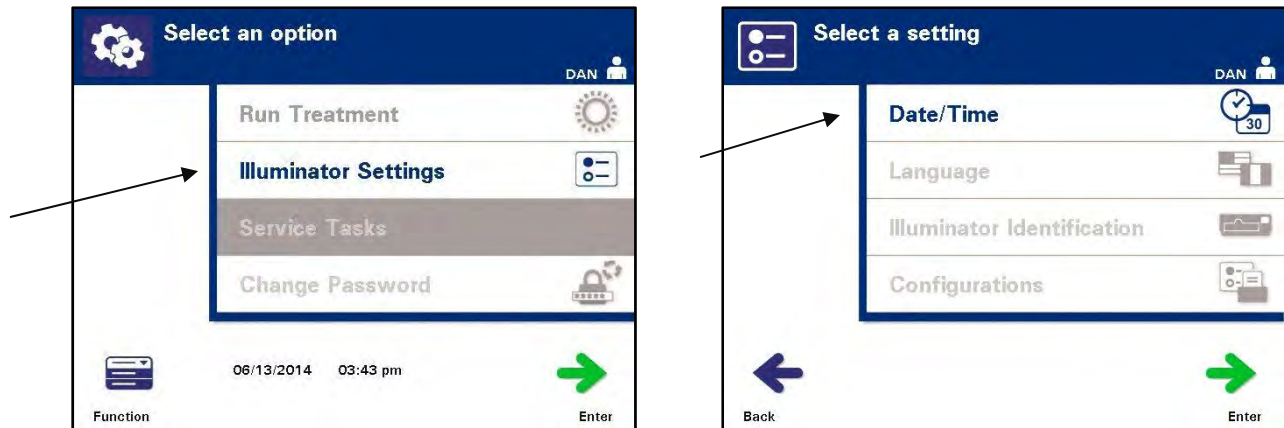 Select an option
DAN
Run Treatment
Illuminator Settings
Service Tasks
Change Password
06/13/2014 03:43 pm
Function
Enter
Select a setting
DAN
Date/Time
30
Language
Illuminator Identification
Configurations
Back
Enter